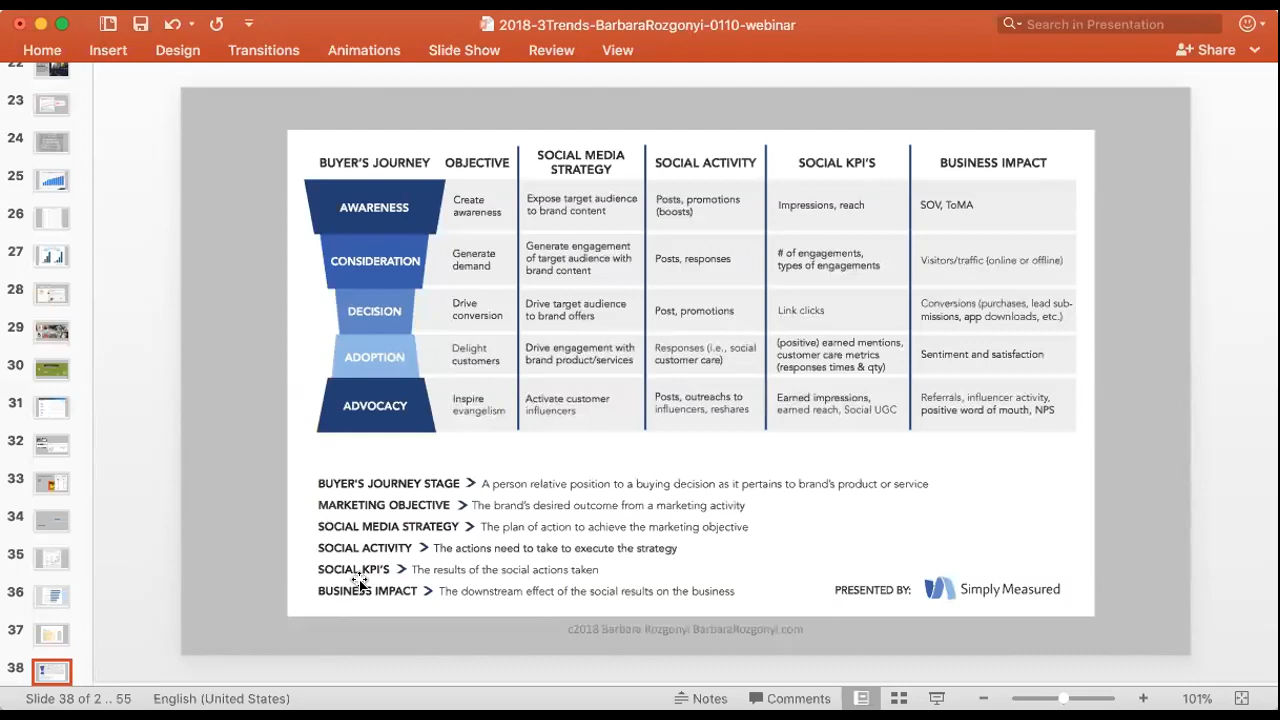 2018-3Trends-BarbaraRozgonyi-0110-webinar
Search in Presentation
Home Insert Design Transitions Animations Slide Show Review View Share
22
23
24
25
26
27
28
29
30
31
32
33
34
35
36
37
38
BUYER'S JOURNEY OBJECTIVE SOCIAL MEDIA STRATEGY SOCIAL ACTIVITY SOCIAL KPI'S BUSINESS IMPACT
AWARENESS
Create
awareness
Expose target audience
to brand content
Posts, promotions
(boosts)
Impressions, reach
SOV, ToMA
CONSIDERATION
Generate
demand
Generate engagement
of target audience with
brand content
Posts, responses
# of engagements,
types of engagements
Visitors/traffic (online or offline)
DECISION
Drive
conversion
Drive target audience
to brand offers
Post, promotions
Link clicks
Conversions (purchases, lead sub-
missions, app downloads, etc.)
ADOPTION
Delight
customers
Drive engagement with
brand product/services
Responses (i.e., social
customer care)
(positive) earned mentions,
customer care metrics
(responses times & qty)
Sentiment and satisfaction
ADVOCACY
Inspire
evangelism
Activate customer
influencers
Posts, outreachs to
influencers, reshares
Earned impressions,
earned reach, Social UGC
Referrals, influencer activity,
positive word of mouth, NPS
BUYER'S JOURNEY STAGE > A person relative position to a buying decision as it pertains to brand's product or service
MARKETING OBJECTIVE > The brand's desired outcome from a marketing activity
SOCIAL MEDIA STRATEGY > The plan of action to achieve the marketing objective
SOCIAL ACTIVITY > The actions need to take to execute the strategy
SOCIAL KPI'S > The results of the social actions taken
BUSINESS IMPACT > The downstream effect of the social results on the business
PRESENTED BY: Simply Measured
c2018 Barbara Rozgonyi BarbaraRozgonyi.com
Slide 38 of 2 .. 55 English (United States) Notes Comments 101%